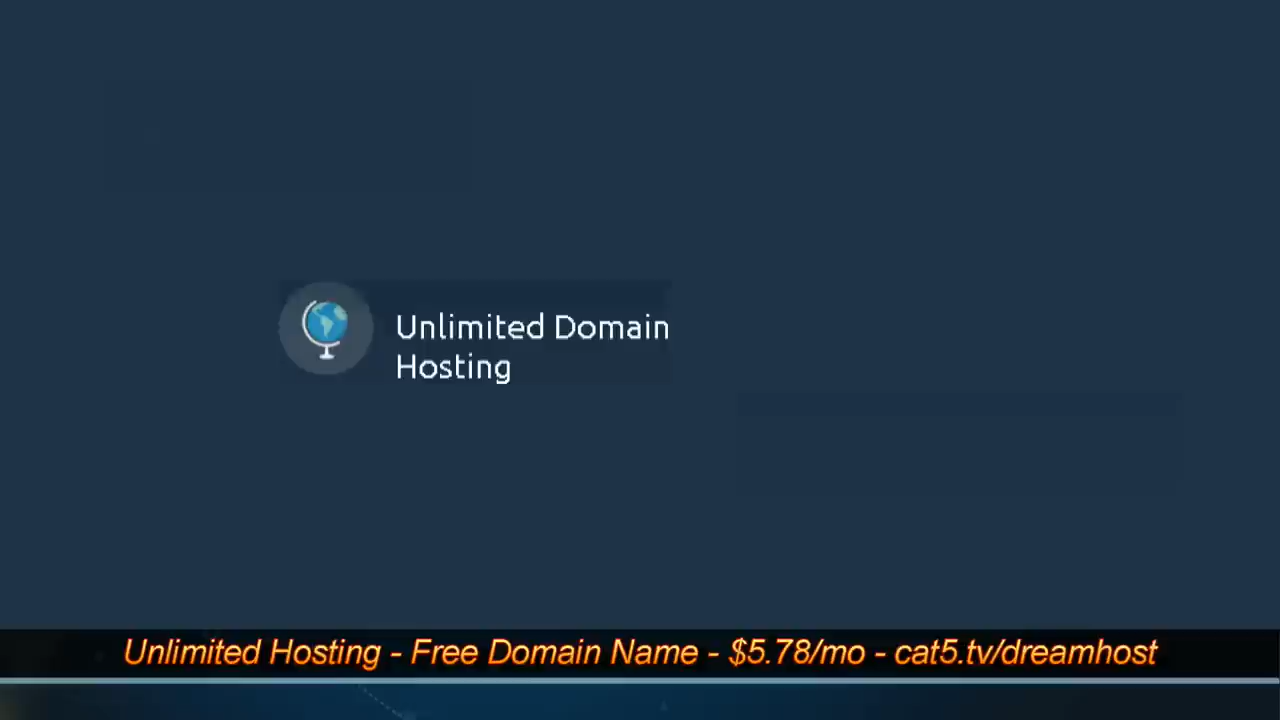 Unlimited Domain
Hosting
Unlimited Hosting - Free Domain Name - $5.78/mo - cat5.tv/dreamhost